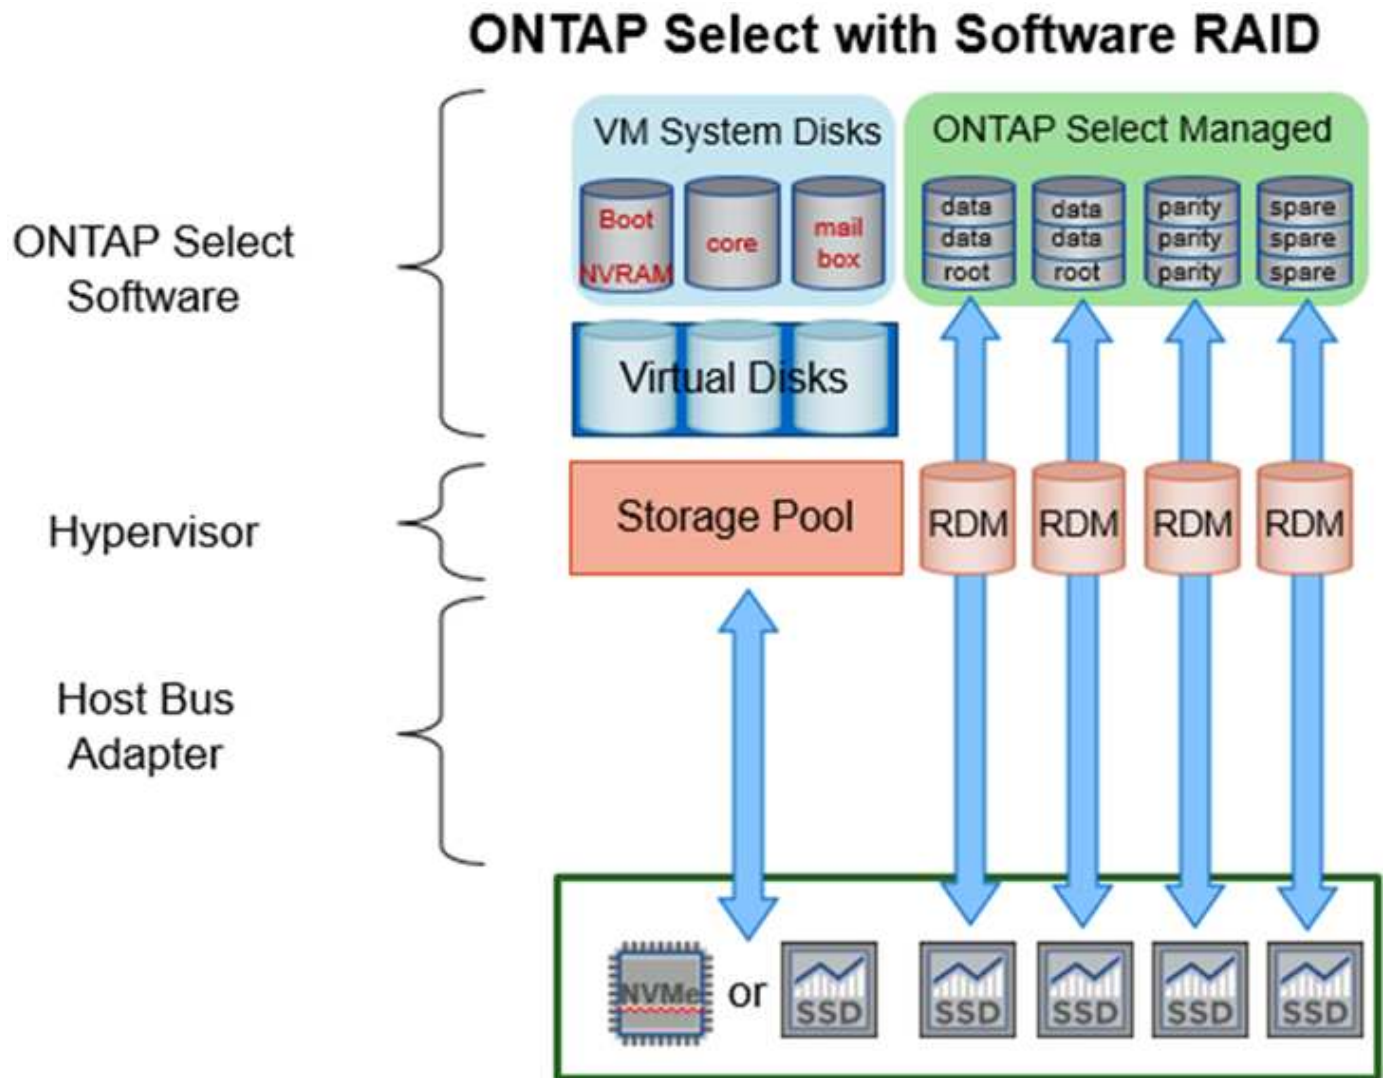 ONTAP Select with Software RAID
VM System Disks
ONTAP Select Managed
Boot
NVRAM
core
mail
box
data
data
root
data
data
root
parity
parity
parity
spare
spare
spare
ONTAP Select
Software
Virtual Disks
Hypervisor
Storage Pool
RDM
RDM
RDM
RDM
Host Bus
Adapter
NVMe
or
SSD
SSD
SSD
SSD
SSD